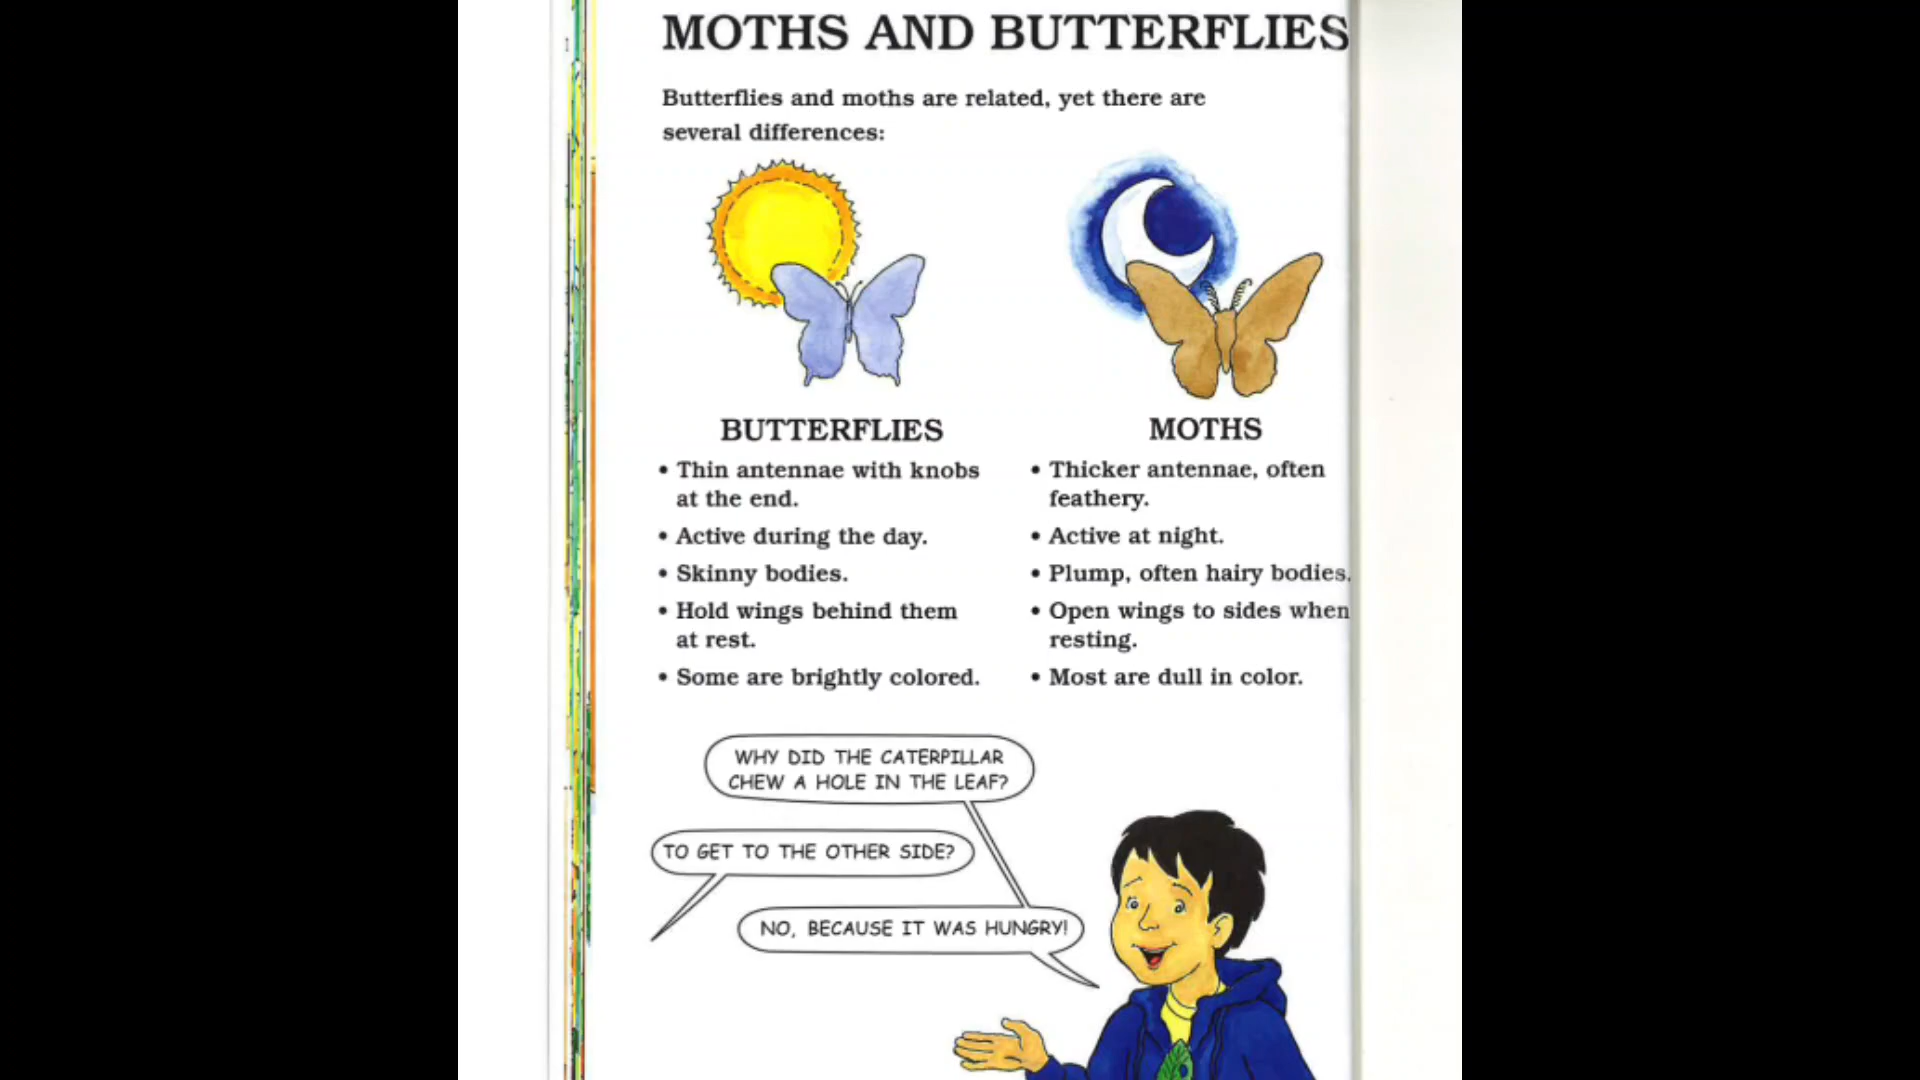 MOTHS AND BUTTERFLIES
Butterflies and moths are related, yet there are
several differences:
BUTTERFLIES
• Thin antennae with knobs
at the end.
• Active during the day.
• Skinny bodies.
• Hold wings behind them
at rest.
• Some are brightly colored.
MOTHS
• Thicker antennae, often
feathery.
• Active at night.
• Plump, often hairy bodies.
• Open wings to sides when
resting.
• Most are dull in color.
WHY DID THE CATERPILLAR
CHEW A HOLE IN THE LEAF?
TO GET TO THE OTHER SIDE?
NO, BECAUSE IT WAS HUNGRY!